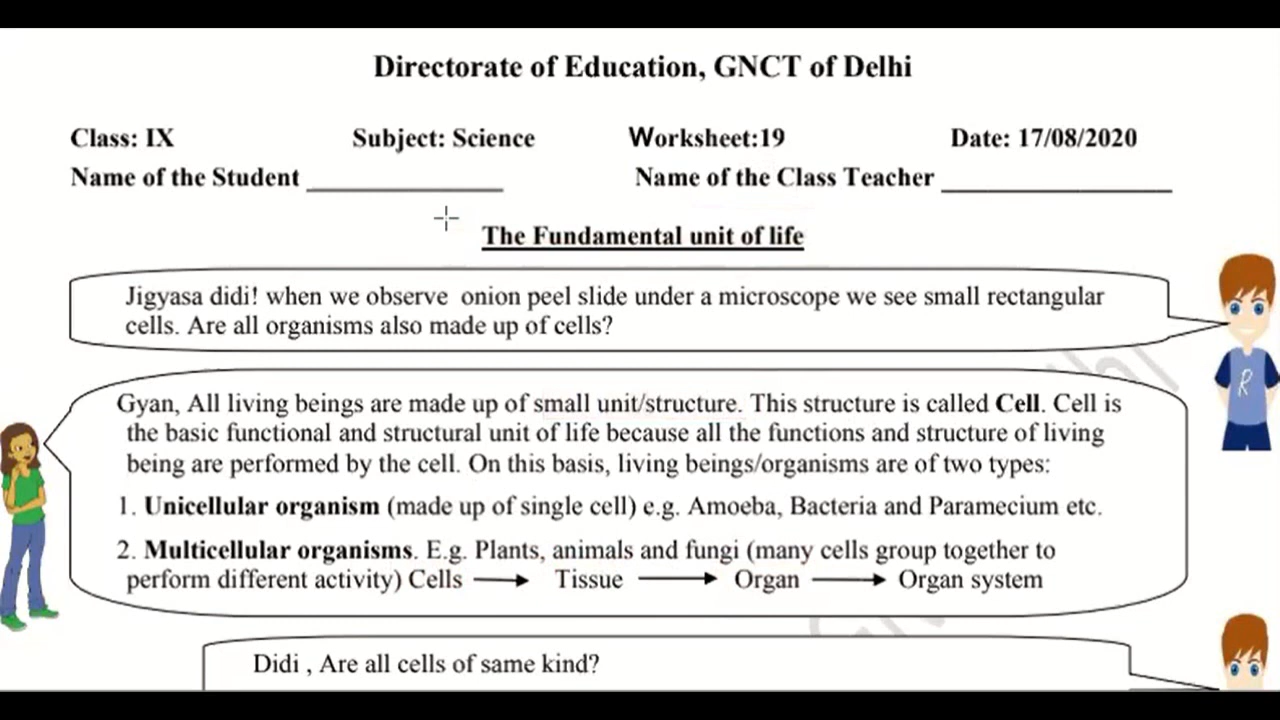 Directorate of Education, GNCT of Delhi
Class: IX Subject: Science Worksheet:19 Date: 17/08/2020
Name of the Student ______________ Name of the Class Teacher ________________
The Fundamental unit of life
Jigyasa didi! when we observe onion peel slide under a microscope we see small rectangular
cells. Are all organisms also made up of cells?
R
Gyan, All living beings are made up of small unit/structure. This structure is called Cell. Cell is
the basic functional and structural unit of life because all the functions and structure of living
being are performed by the cell. On this basis, living beings/organisms are of two types:
1. Unicellular organism (made up of single cell) e.g. Amoeba, Bacteria and Paramecium etc.
2. Multicellular organisms. E.g. Plants, animals and fungi (many cells group together to
perform different activity) Cells → Tissue → Organ → Organ system
Didi , Are all cells of same kind?